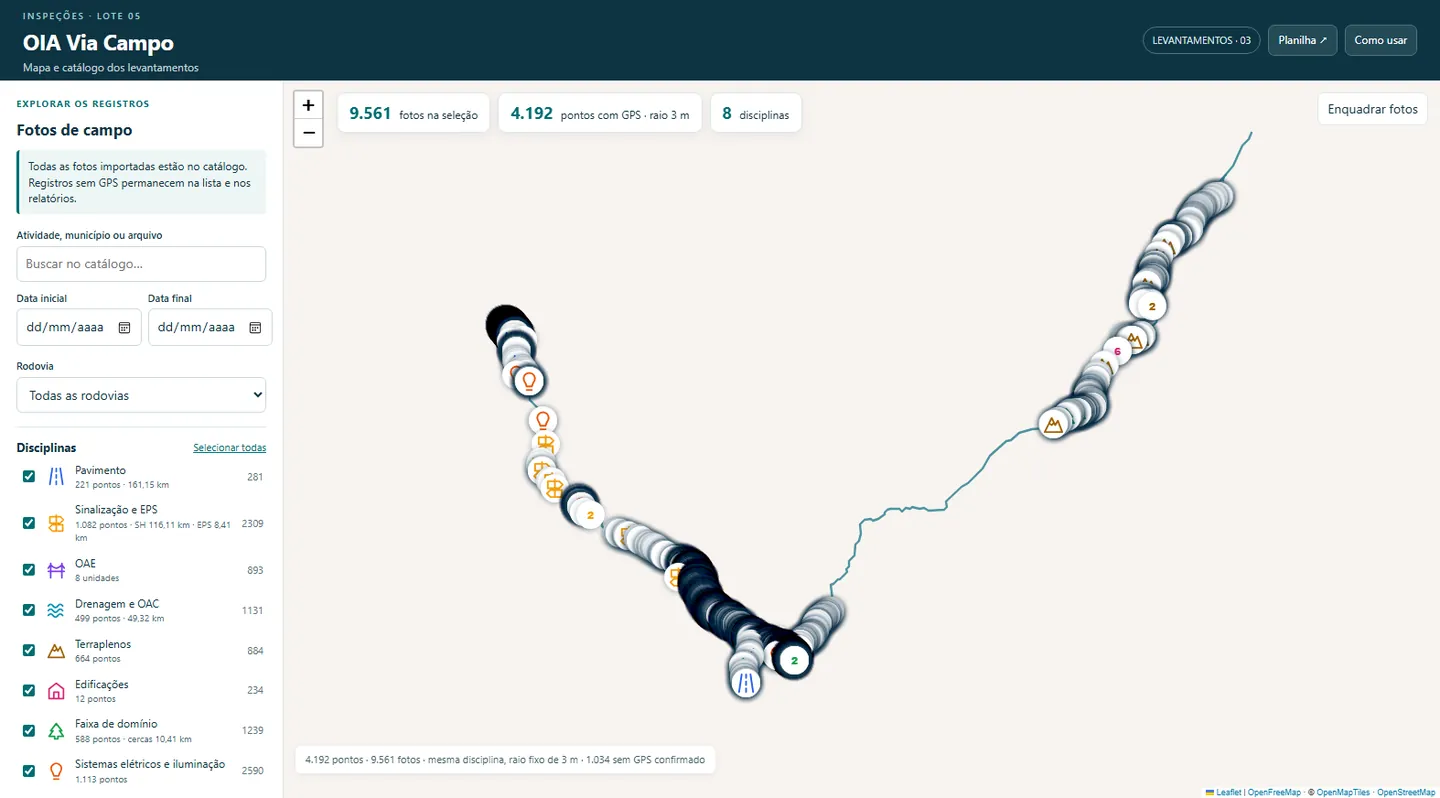 INSPEÇÕES · LOTE 05
OIA Via Campo
Mapa e catálogo dos levantamentos
LEVANTAMENTOS · 03
Planilha ↗
Como usar
EXPLORAR OS REGISTROS
Fotos de campo
Todas as fotos importadas estão no catálogo.
Registros sem GPS permanecem na lista e nos
relatórios.
Atividade, município ou arquivo
Buscar no catálogo...
Data inicial
Data final
dd/mm/aaaa
dd/mm/aaaa
Rodovia
Todas as rodovias
Disciplinas
Selecionar todas
Pavimento
221 pontos · 161,15 km
281
Sinalização e EPS
1.082 pontos · SH 116,11 km · EPS 8,41
km
2309
OAE
8 unidades
893
Drenagem e OAC
499 pontos · 49,32 km
1131
Terraplenos
664 pontos
884
Edificações
12 pontos
234
Faixa de domínio
588 pontos · cercas 10,41 km
1239
Sistemas elétricos e iluminação
1.113 pontos
2590
+
−
9.561 fotos na seleção
4.192 pontos com GPS · raio 3 m
8 disciplinas
Enquadrar fotos
2
6
2
2
4.192 pontos · 9.561 fotos · mesma disciplina, raio fixo de 3 m · 1.034 sem GPS confirmado
Leaflet | OpenFreeMap · © OpenMapTiles · OpenStreetMap